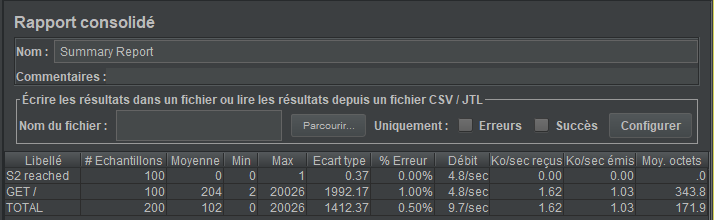 Rapport consolidé
Nom : Summary Report
Commentaires :
Écrire les résultats dans un fichier ou lire les résultats depuis un fichier CSV / JTL
Nom du fichier : Parcourir... Uniquement : Erreurs Succès Configurer
Libellé # Echantillons Moyenne Min Max Ecart type % Erreur Débit Ko/sec reçus Ko/sec émis Moy. octets
S2 reached 100 0 0 1 0.37 0.00% 4.8/sec 0.00 0.00 .0
GET / 100 204 2 20026 1992.17 1.00% 4.8/sec 1.62 1.03 343.8
TOTAL 200 102 0 20026 1412.37 0.50% 9.7/sec 1.62 1.03 171.9